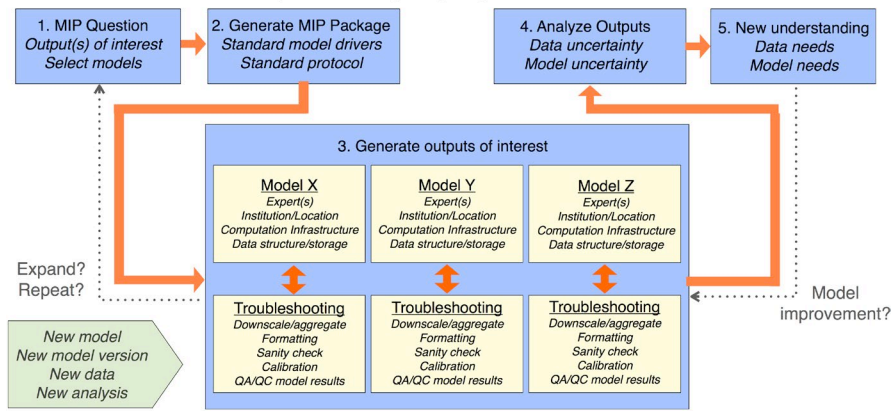 1. MIP Question
Output(s) of interest
Select models
2. Generate MIP Package
Standard model drivers
Standard protocol
4. Analyze Outputs
Data uncertainty
Model uncertainty
5. New understanding
Data needs
Model needs
3. Generate outputs of interest
Model X
Expert(s)
Institution/Location
Computation Infrastructure
Data structure/storage
Model Y
Expert(s)
Institution/Location
Computation Infrastructure
Data structure/storage
Model Z
Expert(s)
Institution/Location
Computation Infrastructure
Data structure/storage
Expand?
Repeat?
Troubleshooting
Downscale/aggregate
Formatting
Sanity check
Calibration
QA/QC model results
Troubleshooting
Downscale/aggregate
Formatting
Sanity check
Calibration
QA/QC model results
Troubleshooting
Downscale/aggregate
Formatting
Sanity check
Calibration
QA/QC model results
Model
improvement?
New model
New model version
New data
New analysis